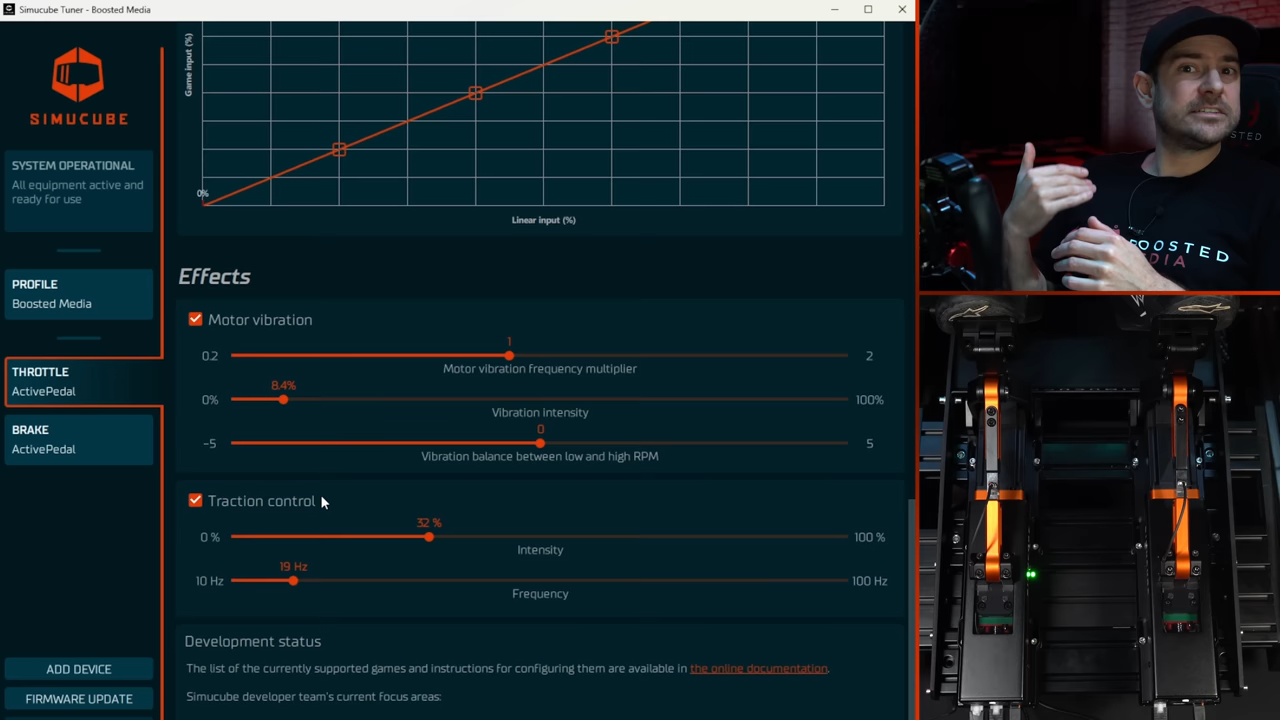 Simucube Tuner - Boosted Media
SIMUCUBE
SYSTEM OPERATIONAL
All equipment active and
ready for use
PROFILE
Boosted Media
THROTTLE
ActivePedal
BRAKE
ActivePedal
ADD DEVICE
FIRMWARE UPDATE
Game input (%)
0%
Linear input (%)
Effects
Motor vibration
1
0.2
2
Motor vibration frequency multiplier
8.4%
0%
100%
Vibration intensity
0
-5
5
Vibration balance between low and high RPM
Traction control
32 %
0 %
100 %
Intensity
19 Hz
10 Hz
100 Hz
Frequency
Development status
The list of the currently supported games and instructions for configuring them are available in the online documentation.
Simucube developer team's current focus areas:
BOOSTED
MEDIA